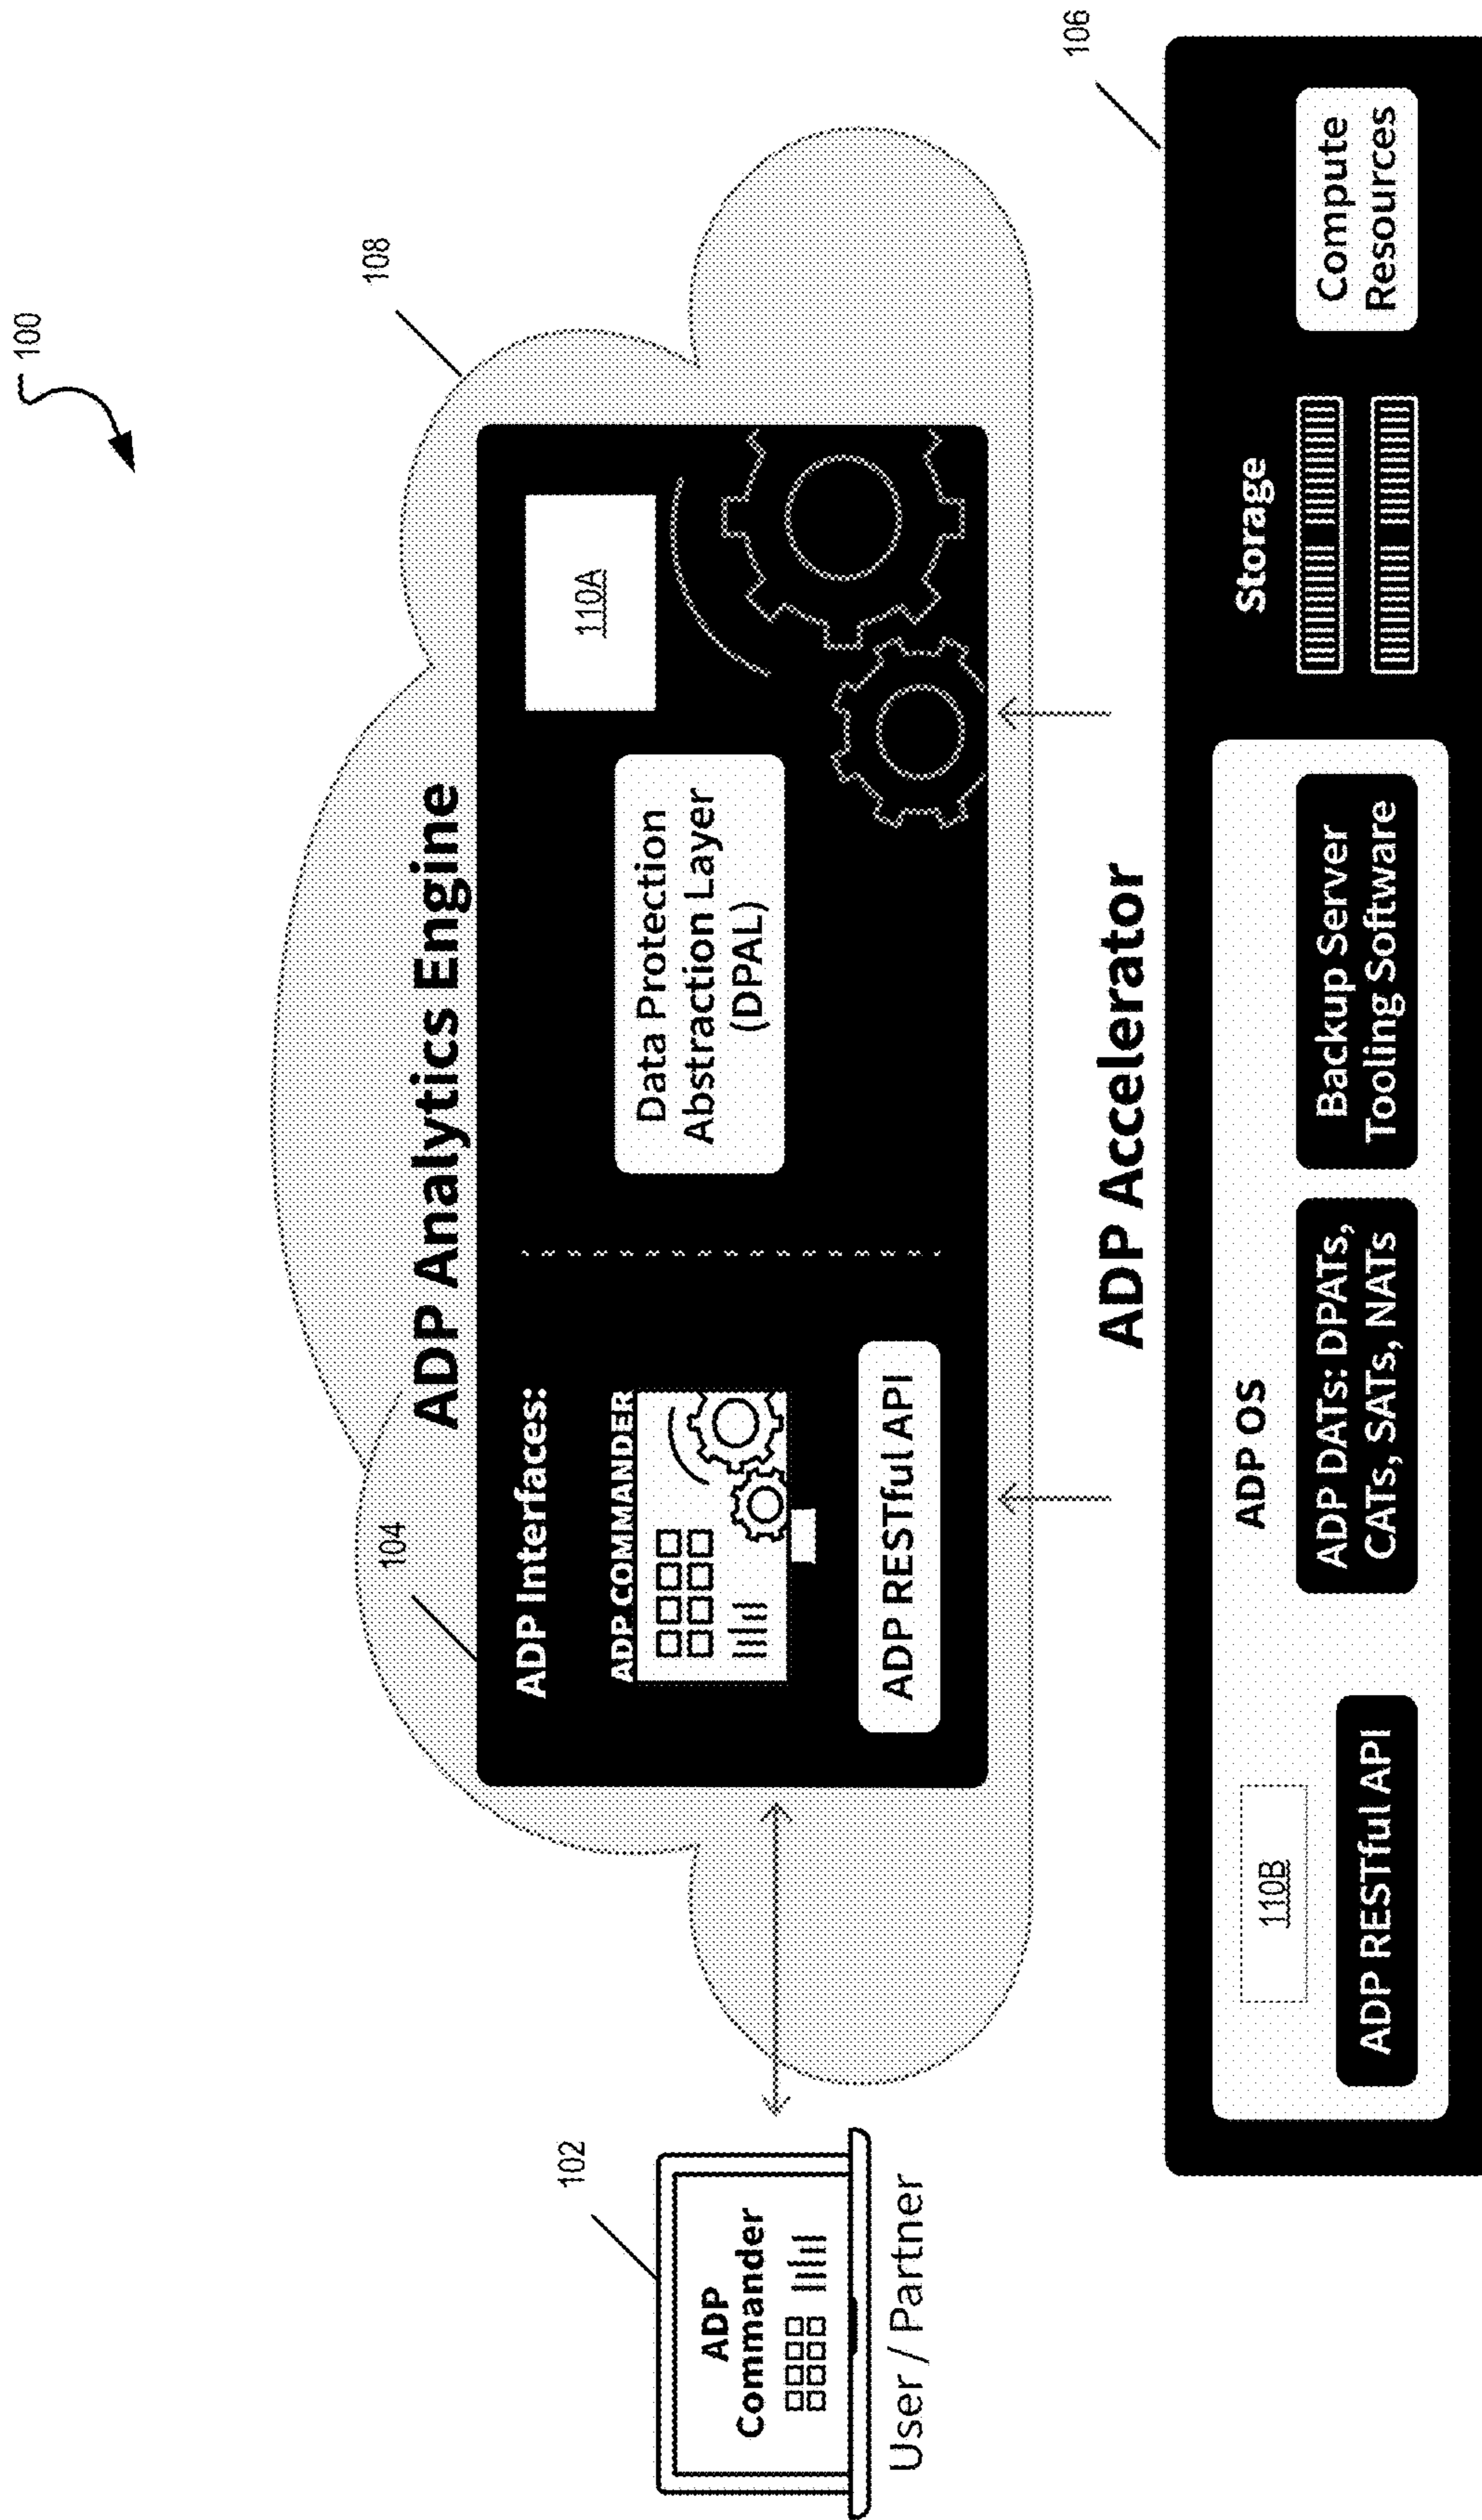 100
108
ADP Analytics Engine
104
ADP Interfaces:
ADP COMMANDER
ADP RESTful API
Data Protection
Abstraction Layer
(DPAL)
110A
102
ADP
Commander
User / Partner
ADP Accelerator
106
ADP OS
110B
ADP RESTful API
ADP DATs: DPATs,
CATs, SATs, NATs
Backup Server
Tooling Software
Storage
Compute
Resources